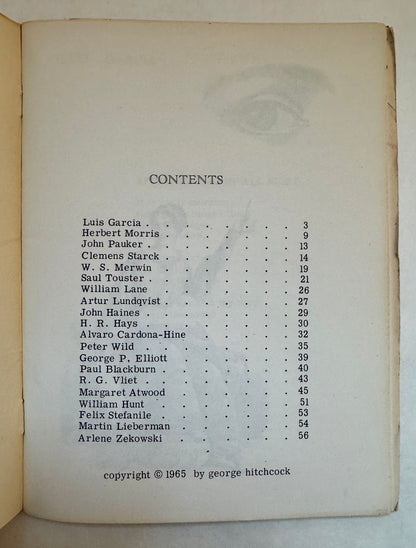 CONTENTS
Luis Garcia . . . . . . . 3
Herbert Morris . . . . . . . 9
John Pauker . . . . . . . 13
Clemens Starck . . . . . . . 14
W. S. Merwin . . . . . . . 19
Saul Touster . . . . . . . 21
William Lane . . . . . . . 26
Artur Lundqvist . . . . . . . 27
John Haines . . . . . . . 29
H. R. Hays . . . . . . . 30
Alvaro Cardona-Hine . . . . . . 32
Peter Wild . . . . . . . 35
George P. Elliott . . . . . . . 39
Paul Blackburn . . . . . . . 40
R. G. Vliet . . . . . . . 43
Margaret Atwood . . . . . . . 45
William Hunt . . . . . . . 51
Felix Stefanile . . . . . . . 53
Martin Lieberman . . . . . . . 54
Arlene Zekowski . . . . . . 56
copyright © 1965 by george hitchcock